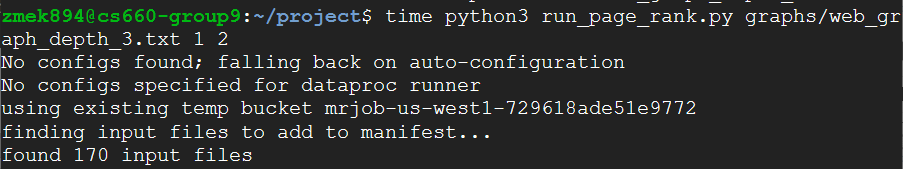 zmek894@cs660-group9:~/project$ time python3 run_page_rank.py graphs/web_gr
aph_depth_3.txt 1 2
No configs found; falling back on auto-configuration
No configs specified for dataproc runner
using existing temp bucket mrjob-us-west1-729618ade51e9772
finding input files to add to manifest...
found 170 input files